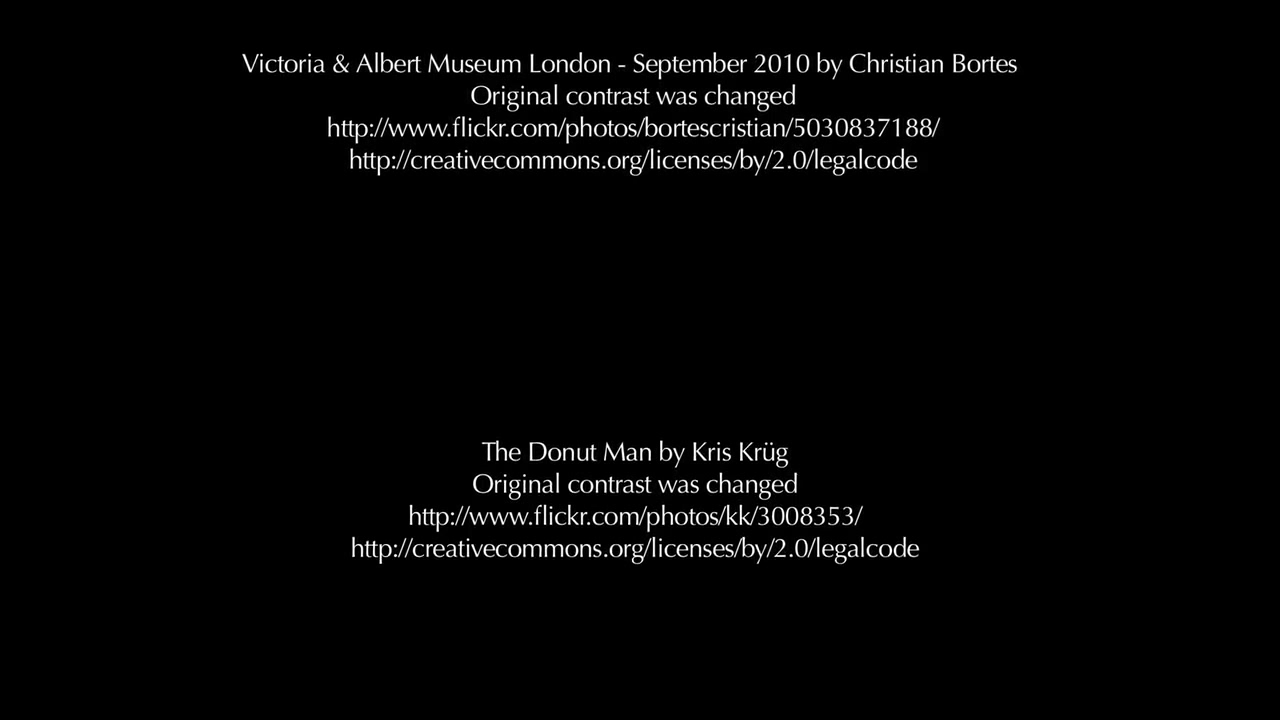 Victoria & Albert Museum London - September 2010 by Christian Bortes
Original contrast was changed
http://www.flickr.com/photos/bortescristian/5030837188/
http://creativecommons.org/licenses/by/2.0/legalcode
The Donut Man by Kris Krüg
Original contrast was changed
http://www.flickr.com/photos/kk/3008353/
http://creativecommons.org/licenses/by/2.0/legalcode